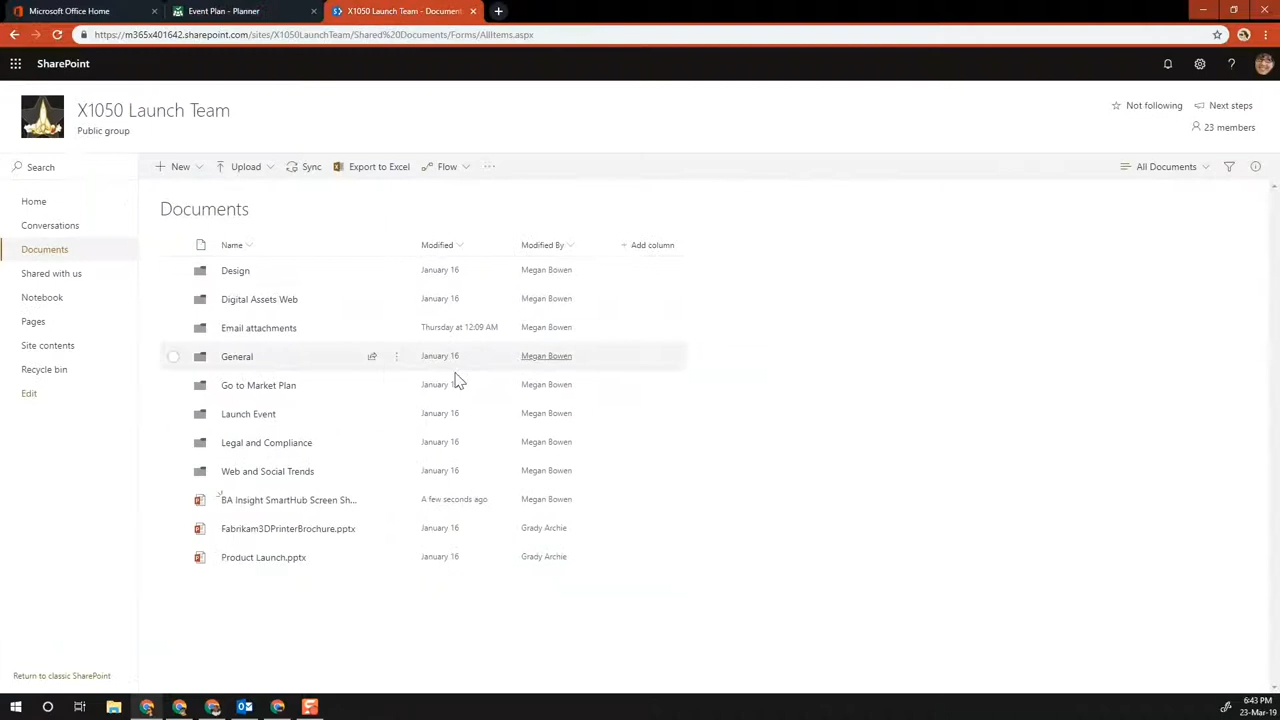 Microsoft Office Home
Event Plan - Planner
X1050 Launch Team - Document
https://m365x401642.sharepoint.com/sites/X1050LaunchTeam/Shared%20Documents/Forms/AllItems.aspx
SharePoint
X1050 Launch Team
Public group
Not following
Next steps
23 members
Search
New
Upload
Sync
Export to Excel
Flow
All Documents
Home
Conversations
Documents
Shared with us
Notebook
Pages
Site contents
Recycle bin
Edit
Documents
Name Modified Modified By Add column
Design January 16 Megan Bowen
Digital Assets Web January 16 Megan Bowen
Email attachments Thursday at 12:09 AM Megan Bowen
General January 16 Megan Bowen
Go to Market Plan January Megan Bowen
Launch Event January 16 Megan Bowen
Legal and Compliance January 16 Megan Bowen
Web and Social Trends January 16 Megan Bowen
BA Insight SmartHub Screen Sh... A few seconds ago Megan Bowen
Fabrikam3DPrinterBrochure.pptx January 16 Grady Archie
Product Launch.pptx January 16 Grady Archie
Return to classic SharePoint
6:43 PM
23-Mar-19